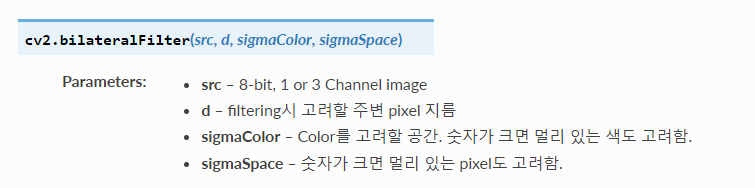 cv2.bilateralFilter(src, d, sigmaColor, sigmaSpace)
Parameters:
• src – 8-bit, 1 or 3 Channel image
• d – filtering시 고려할 주변 pixel 지름
• sigmaColor – Color를 고려할 공간. 숫자가 크면 멀리 있는 색도 고려함.
• sigmaSpace – 숫자가 크면 멀리 있는 pixel도 고려함.